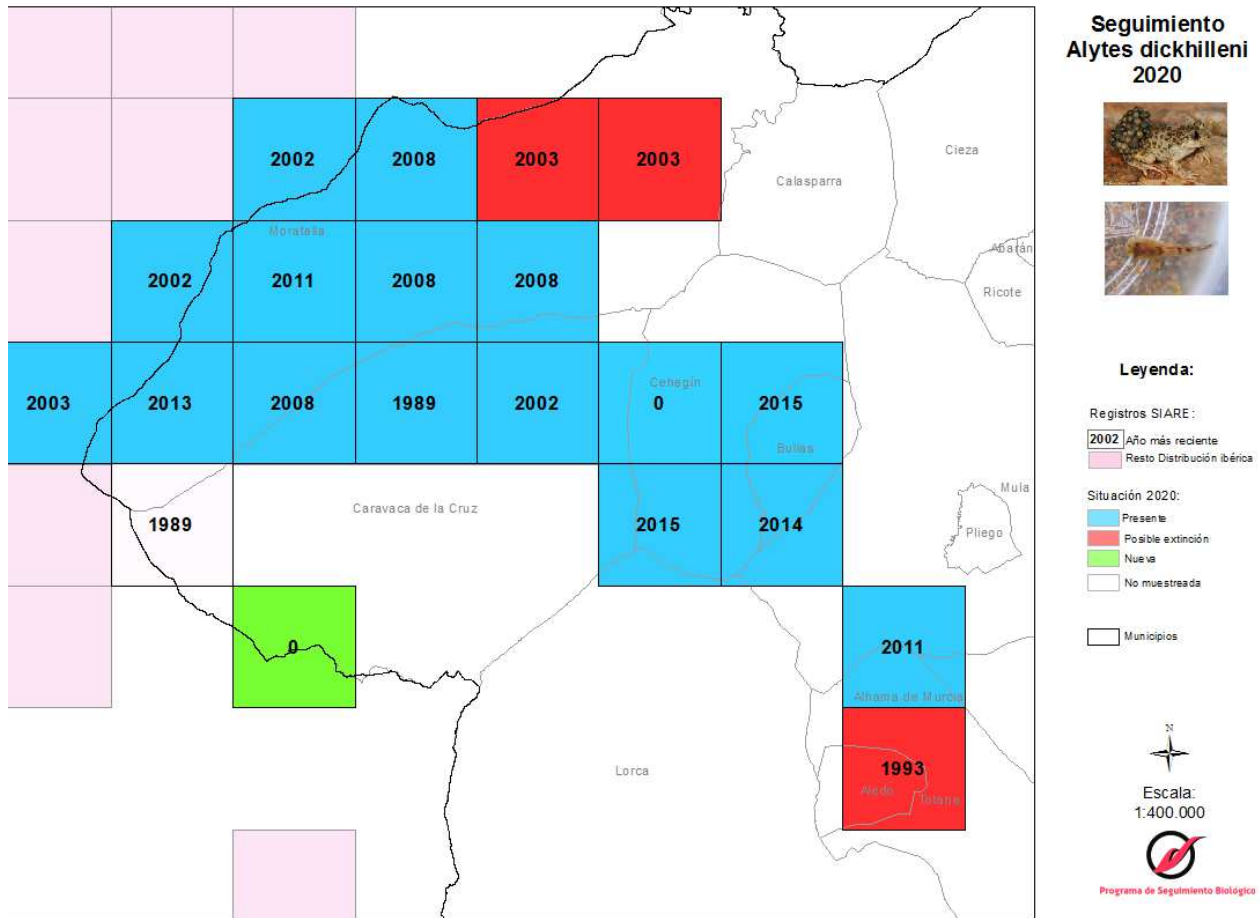 Seguimiento
Alytes dickhilleni
2020
2002 2008 2003 2003
Cieza
Calasparra
Moratalla
Abarán
2002 2011 2008 2008
Ricote
Cehegín
2003 2013 2008 1989 2002 0 2015
Bullas
Mula
Caravaca de la Cruz
1989 2015 2014
Pliego
0 2011
Alhama de Murcia
Lorca
1993
Aledo
Totana
Leyenda:
Registros SIARE:
2002 Año más reciente
Resto Distribución ibérica
Situación 2020:
Presente
Posible extinción
Nueva
No muestreada
Municipios
N
Escala:
1:400.000
Programa de Seguimiento Biológico